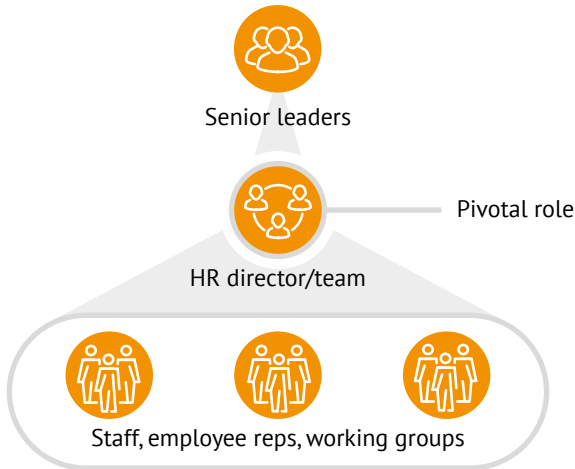 Senior leaders
Pivotal role
HR director/team
Staff, employee reps, working groups